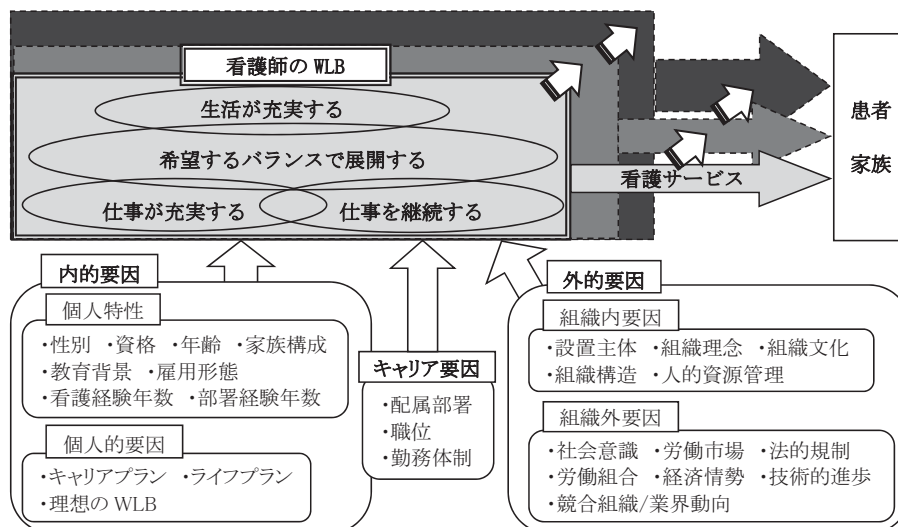 看護師の WLB
生活が充実する
希望するバランスで展開する
仕事が充実する
仕事を継続する
看護サービス
患者
家族
内的要因
個人特性
・性別 ・資格 ・年齢 ・家族構成
・教育背景 ・雇用形態
・看護経験年数 ・部署経験年数
個人的要因
・キャリアプラン ・ライフプラン
・理想の WLB
キャリア要因
・配属部署
・職位
・勤務体制
外的要因
組織内要因
・設置主体 ・組織理念 ・組織文化
・組織構造 ・人的資源管理
組織外要因
・社会意識 ・労働市場 ・法的規制
・労働組合 ・経済情勢 ・技術的進歩
・競合組織/業界動向